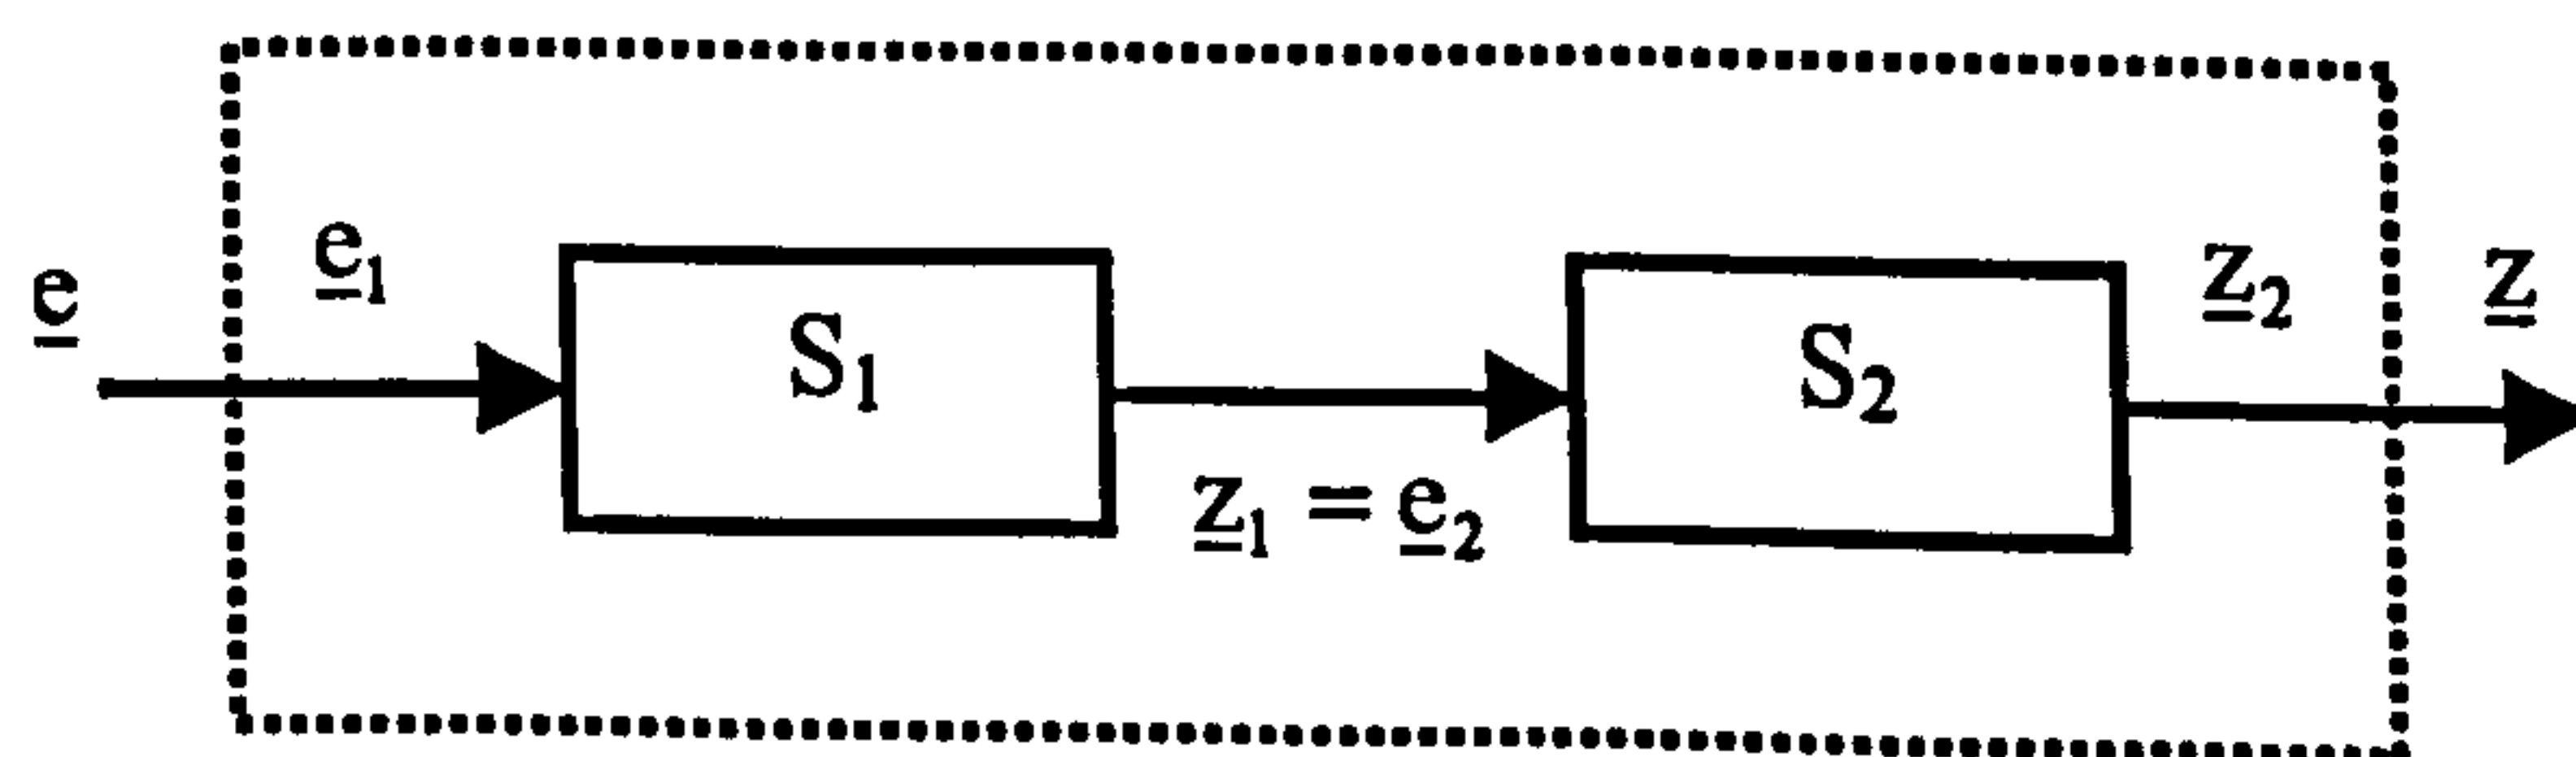 e
e₁
S₁
z₁ = e₂
S₂
z₂
z